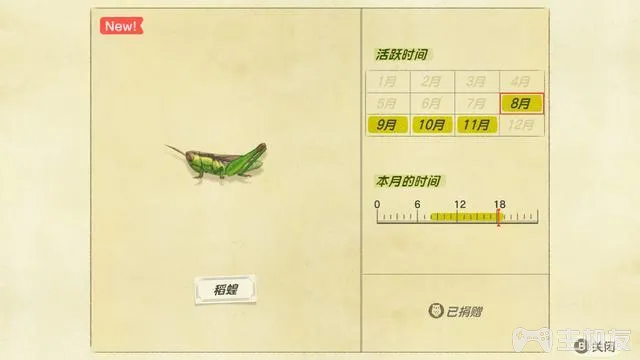 New!
活跃时间
1月 2月 3月 4月
5月 6月 7月 8月
9月 10月 11月 12月
本月的时间
0 6 12 18
稻蝗
已捐赠
B 关闭
主机友